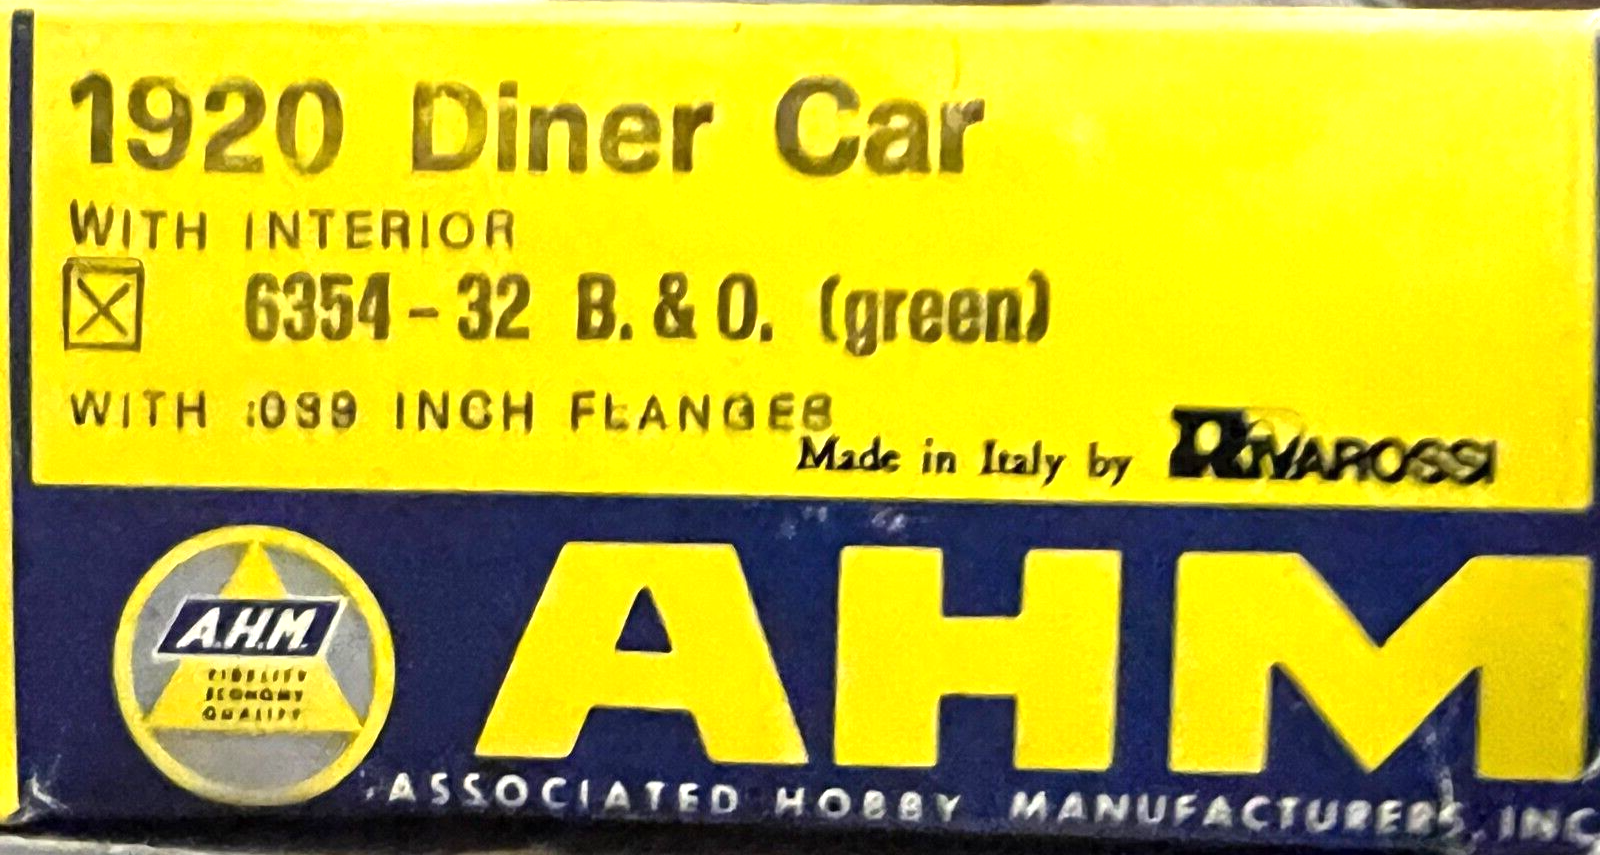 1920 Diner Car
WITH INTERIOR
6354-32 B. & O. (green)
WITH .039 INCH FLANGES
Made in Italy by RIVAROSSI
A.H.M.
FIDELITY
ECONOMY
QUALITY
AHM
ASSOCIATED HOBBY MANUFACTURERS, INC